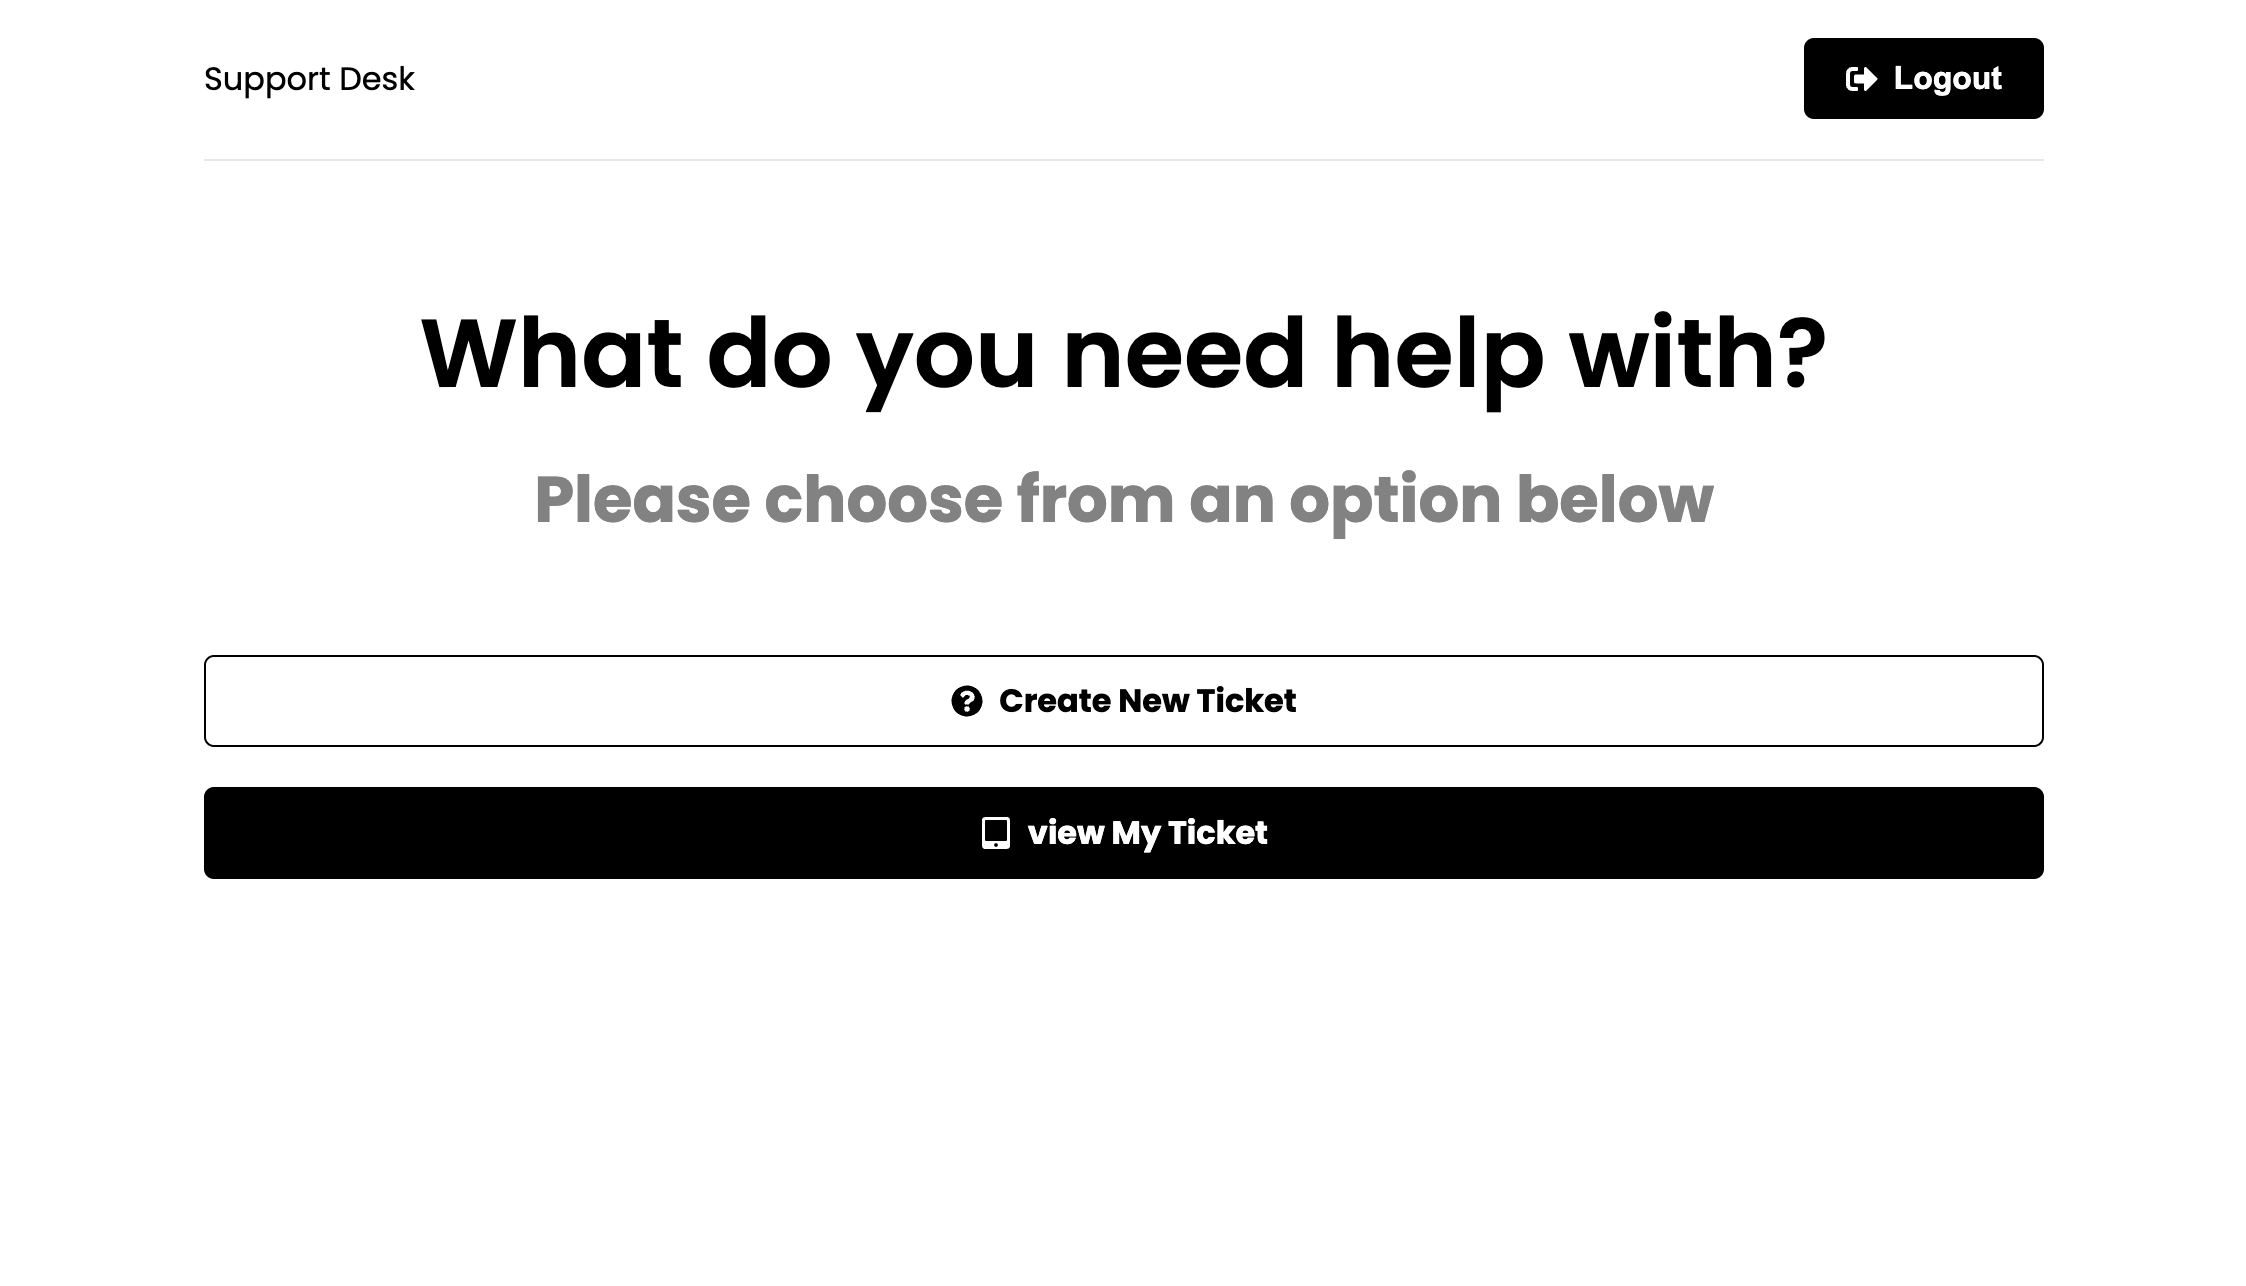 Support Desk
Logout
What do you need help with?
Please choose from an option below
Create New Ticket
view My Ticket